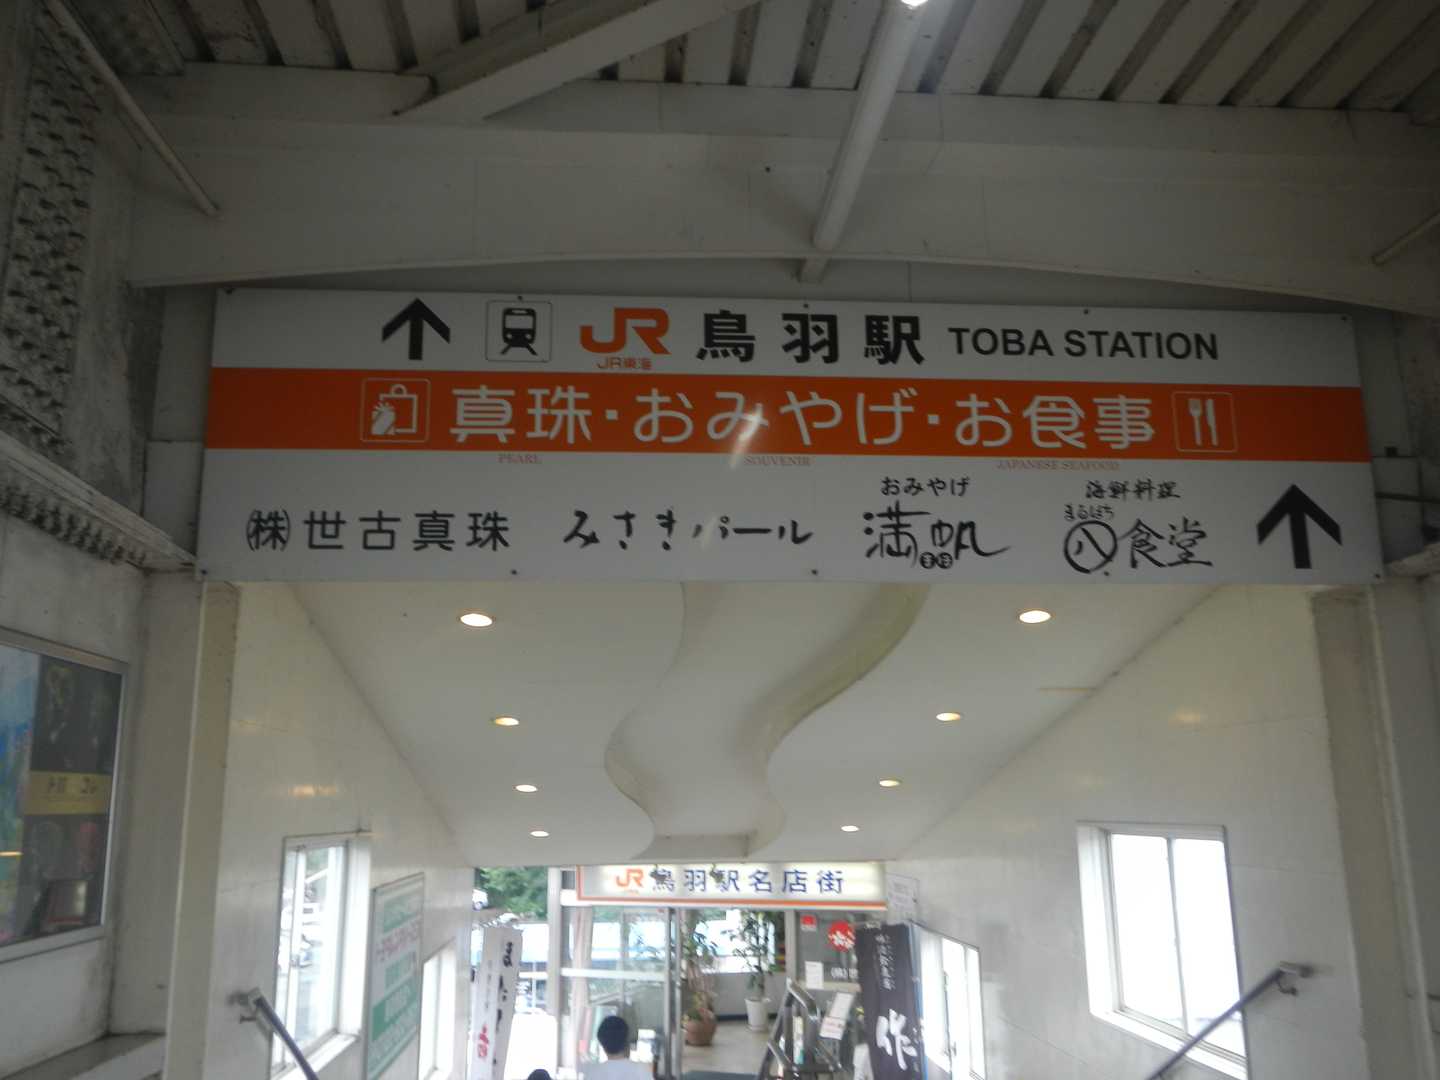 JR 鳥羽駅 TOBA STATION
JR東海
真珠・おみやげ・お食事
PEARL SOUVENIR JAPANESE SEAFOOD
おみやげ 海鮮料理
まるはち
㈱世古真珠 みさきパール 満帆 八食堂
JR 鳥羽駅名店街
作